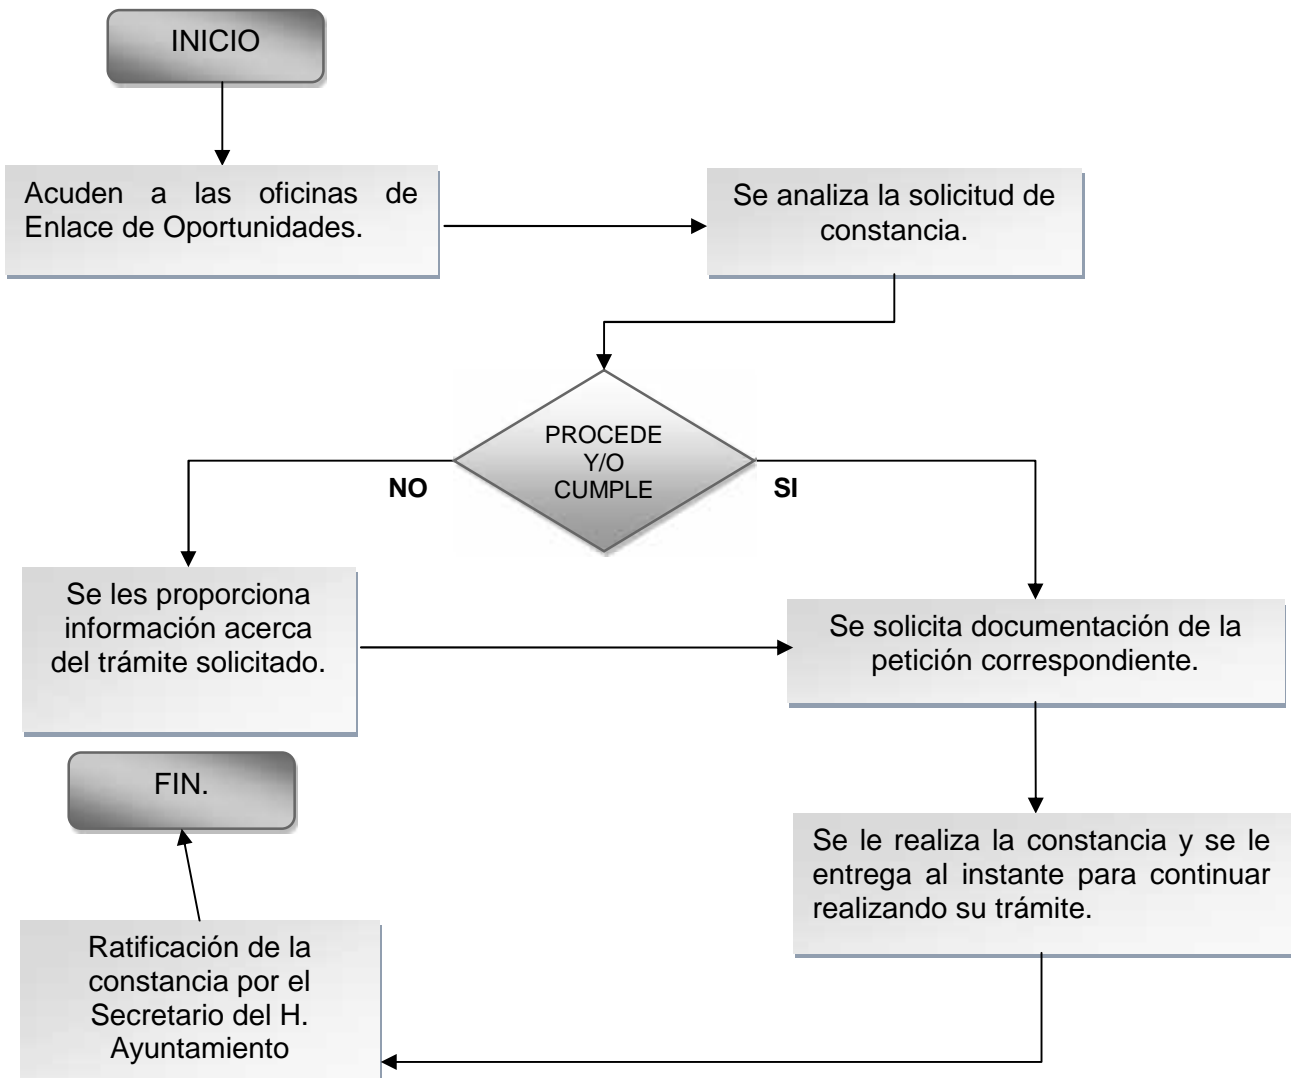 INICIO
Acuden a las oficinas de
Enlace de Oportunidades.
Se analiza la solicitud de
constancia.
PROCEDE
Y/O
CUMPLE
NO
SI
Se les proporciona
información acerca
del trámite solicitado.
Se solicita documentación de la
petición correspondiente.
FIN.
Se le realiza la constancia y se le
entrega al instante para continuar
realizando su trámite.
Ratificación de la
constancia por el
Secretario del H.
Ayuntamiento